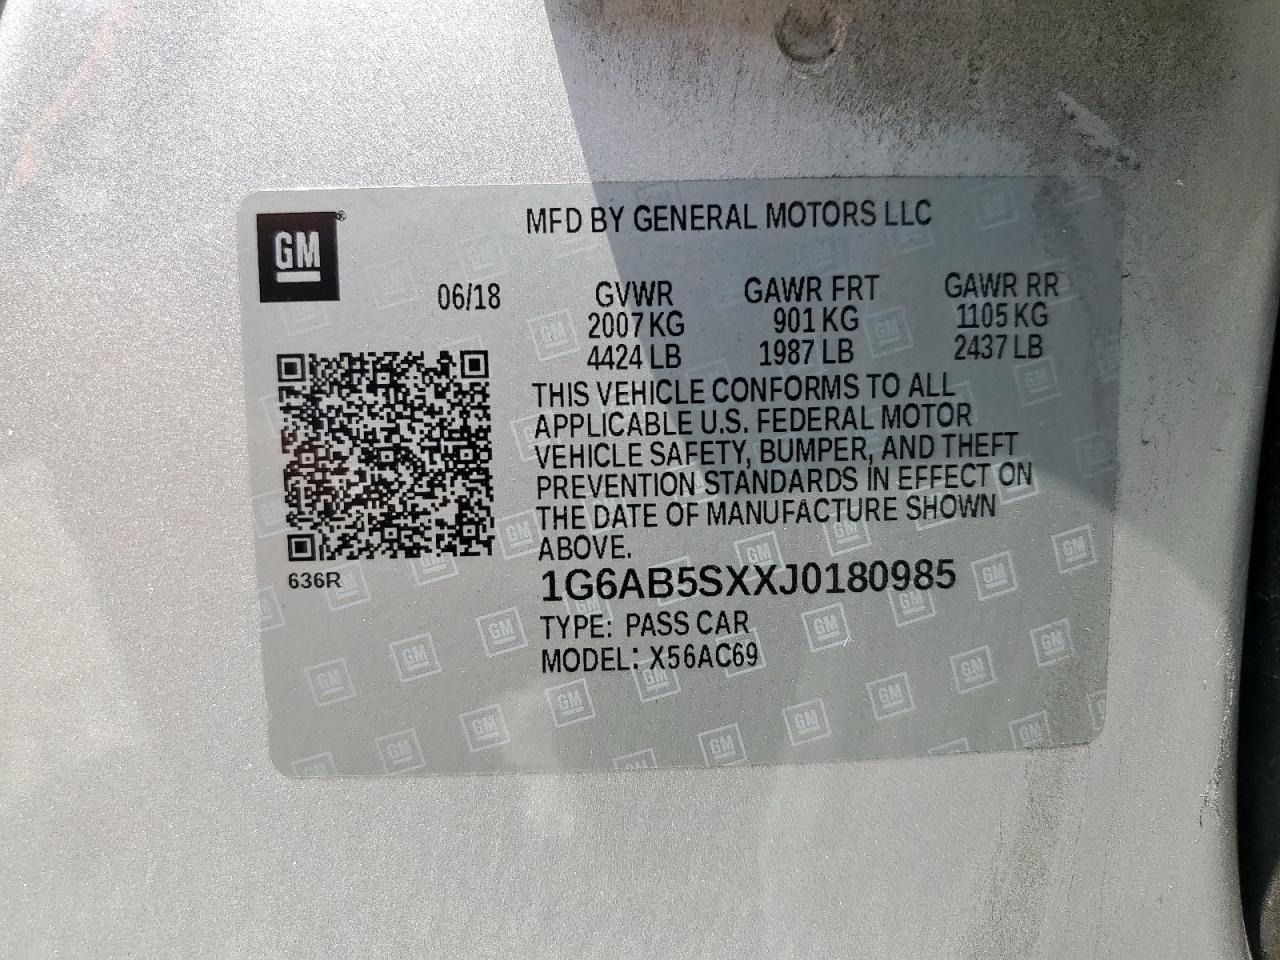 GM®
MFD BY GENERAL MOTORS LLC
06/18 GVWR GAWR FRT GAWR RR
2007 KG 901 KG 1105 KG
4424 LB 1987 LB 2437 LB
THIS VEHICLE CONFORMS TO ALL
APPLICABLE U.S. FEDERAL MOTOR
VEHICLE SAFETY, BUMPER, AND THEFT
PREVENTION STANDARDS IN EFFECT ON
THE DATE OF MANUFACTURE SHOWN
ABOVE.
636R
1G6AB5SXXJ0180985
TYPE: PASS CAR
MODEL: X56AC69